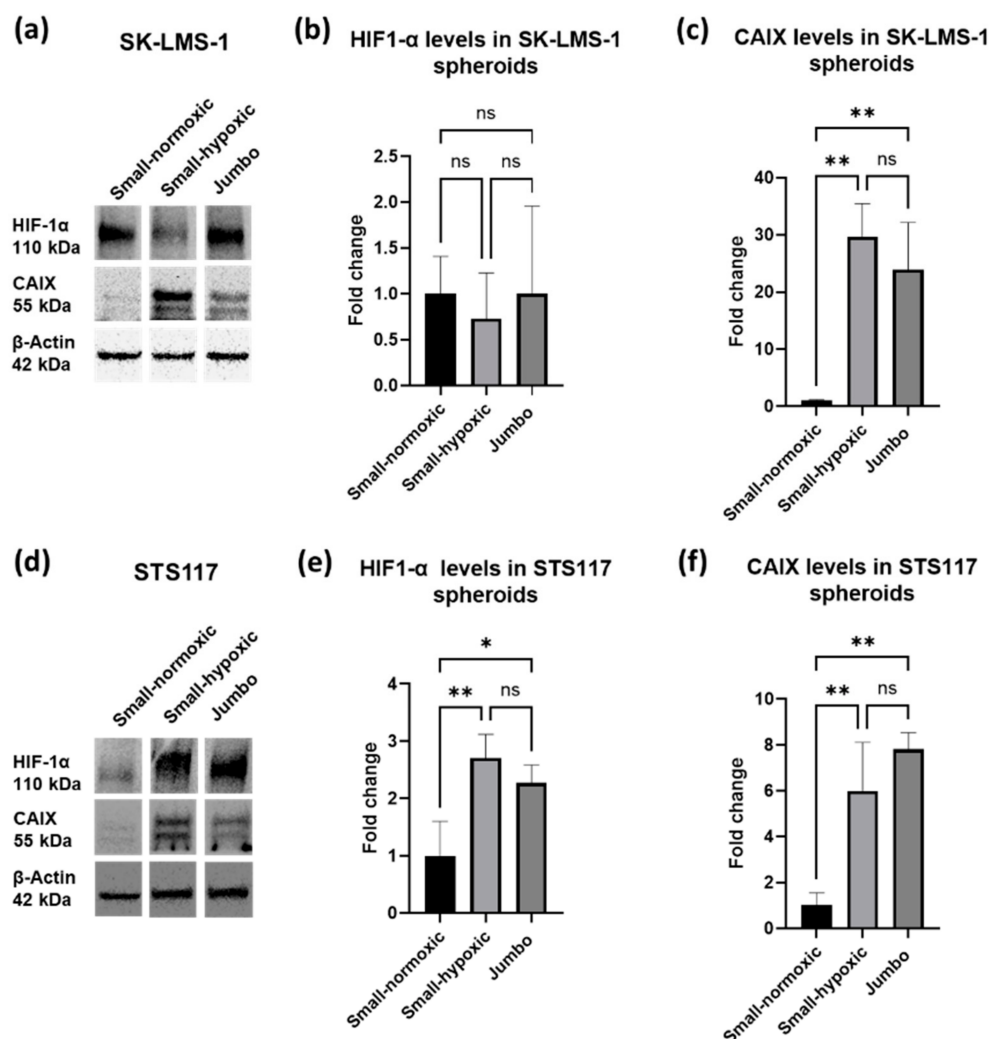 (a)
SK-LMS-1
Small-normoxic
Small-hypoxic
Jumbo
HIF-1α
110 kDa
CAIX
55 kDa
β-Actin
42 kDa
(b)
HIF1-α levels in SK-LMS-1
spheroids
ns
ns
ns
Fold change
2.5
2.0
1.5
1.0
0.5
0.0
Small-normoxic
Small-hypoxic
Jumbo
(c)
CAIX levels in SK-LMS-1
spheroids
**
**
ns
Fold change
40
30
20
10
0
Small-normoxic
Small-hypoxic
Jumbo
(d)
STS117
Small-normoxic
Small-hypoxic
Jumbo
HIF-1α
110 kDa
CAIX
55 kDa
β-Actin
42 kDa
(e)
HIF1-α levels in STS117
spheroids
*
**
ns
Fold change
4
3
2
1
0
Small-normoxic
Small-hypoxic
Jumbo
(f)
CAIX levels in STS117
spheroids
**
**
ns
Fold change
10
8
6
4
2
0
Small-normoxic
Small-hypoxic
Jumbo